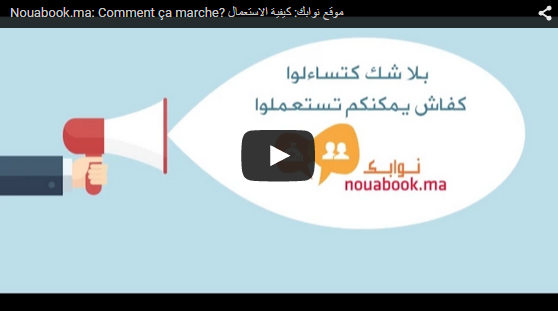 Nouabook.ma: Comment ça marche? موقع نوابك: كيفية الاستعمال
بلا شك كتساءلوا
كفاش يمكنكم تستعملوا
نوابك
nouabook.ma